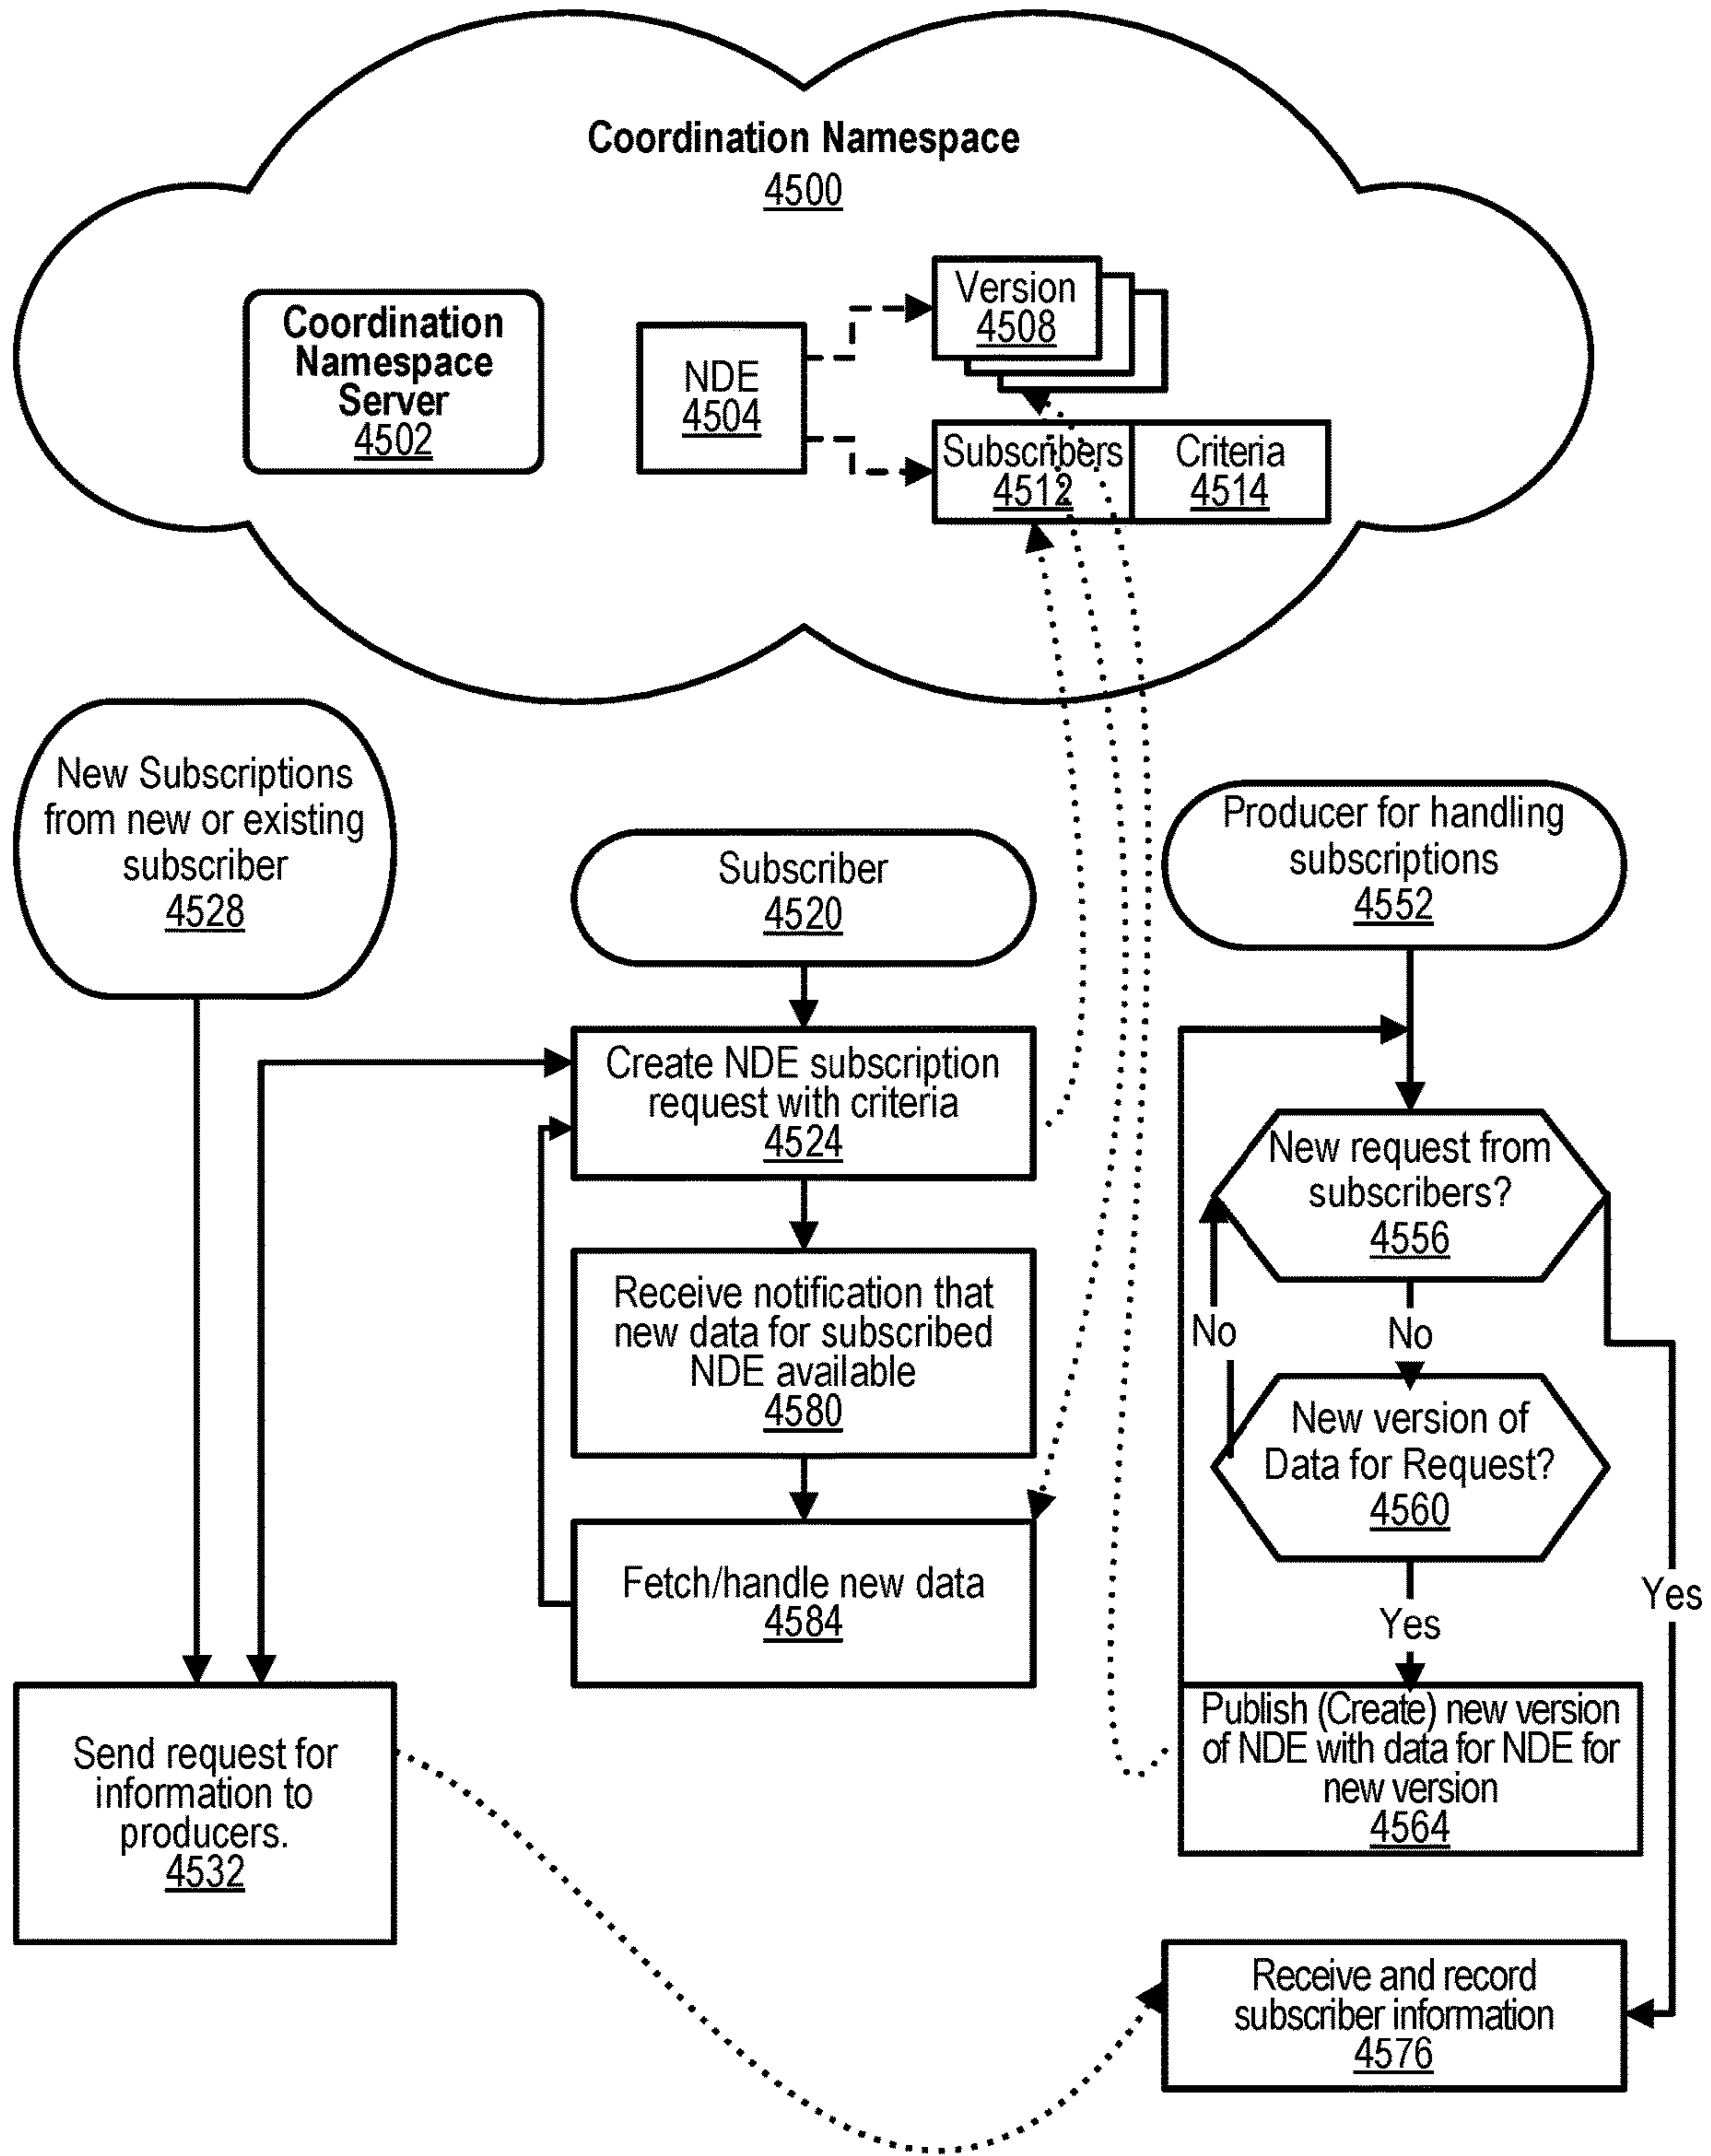 Coordination Namespace
4500
Coordination
Namespace
Server
4502
NDE
4504
Version
4508
Subscribers
4512
Criteria
4514
New Subscriptions
from new or existing
subscriber
4528
Subscriber
4520
Producer for handling
subscriptions
4552
Create NDE subscription
request with criteria
4524
New request from
subscribers?
4556
Receive notification that
new data for subscribed
NDE available
4580
No
No
New version of
Data for Request?
4560
Fetch/handle new data
4584
Yes
Yes
Send request for
information to
producers.
4532
Publish (Create) new version
of NDE with data for NDE for
new version
4564
Receive and record
subscriber information
4576